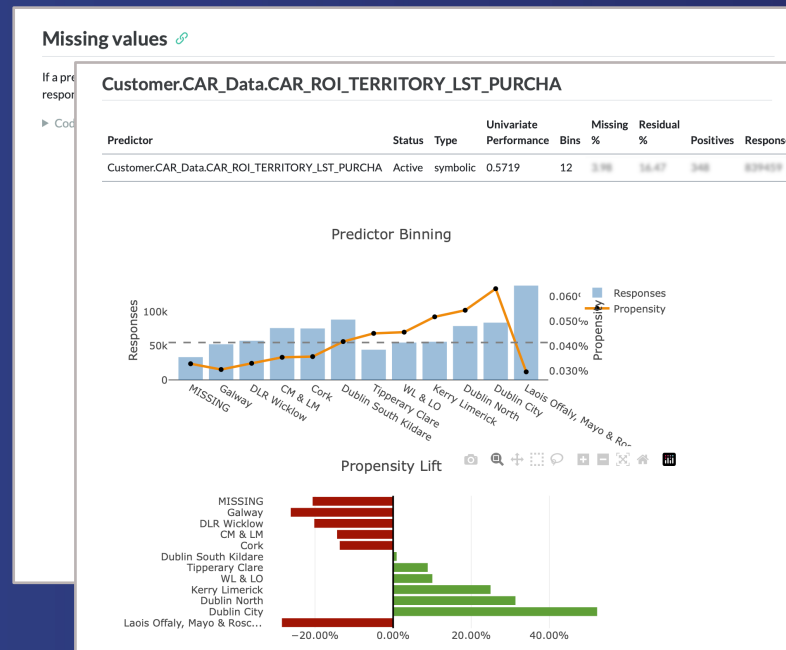 Missing values
If a pre
respon
Cod
Customer.CAR_Data.CAR_ROI_TERRITORY_LST_PURCHA
Predictor Status Type Univariate Performance Bins Missing % Residual % Positives Respons
Customer.CAR_Data.CAR_ROI_TERRITORY_LST_PURCHA Active symbolic 0.5719 12
Predictor Binning
Responses
100k
50k
0
0.060
0.050%
0.040%
0.030%
Propensity
Responses
Propensity
MISSING
Galway
DLR Wicklow
CM & LM
Cork
Dublin South Kildare
Tipperary Clare
WL & LO
Kerry Limerick
Dublin North
Dublin City
Laois Offaly, Mayo & Ros
Propensity Lift
MISSING
Galway
DLR Wicklow
CM & LM
Cork
Dublin South Kildare
Tipperary Clare
WL & LO
Kerry Limerick
Dublin North
Dublin City
Laois Offaly, Mayo & Rosc...
−20.00% 0.00% 20.00% 40.00%